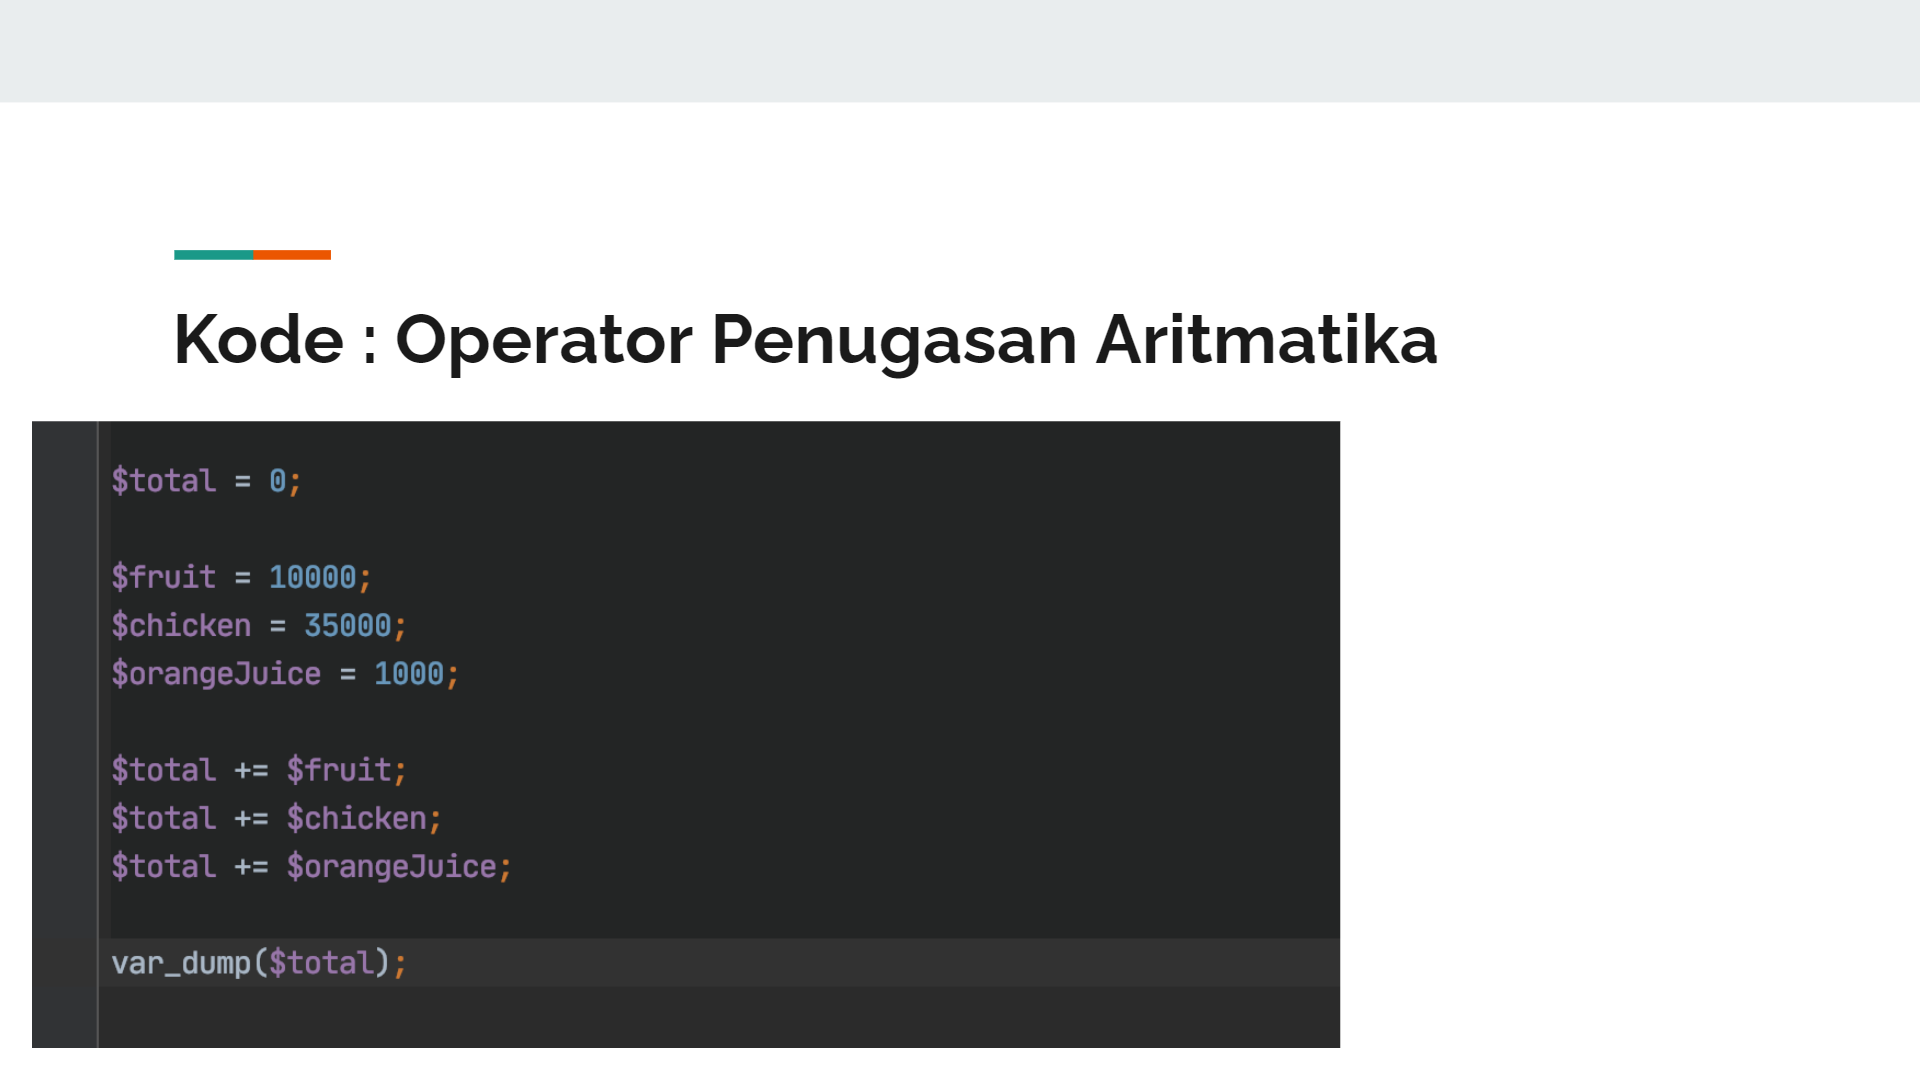 Kode : Operator Penugasan Aritmatika
$total = 0;
$fruit = 10000;
$chicken = 35000;
$orangeJuice = 1000;
$total += $fruit;
$total += $chicken;
$total += $orangeJuice;
var_dump($total);